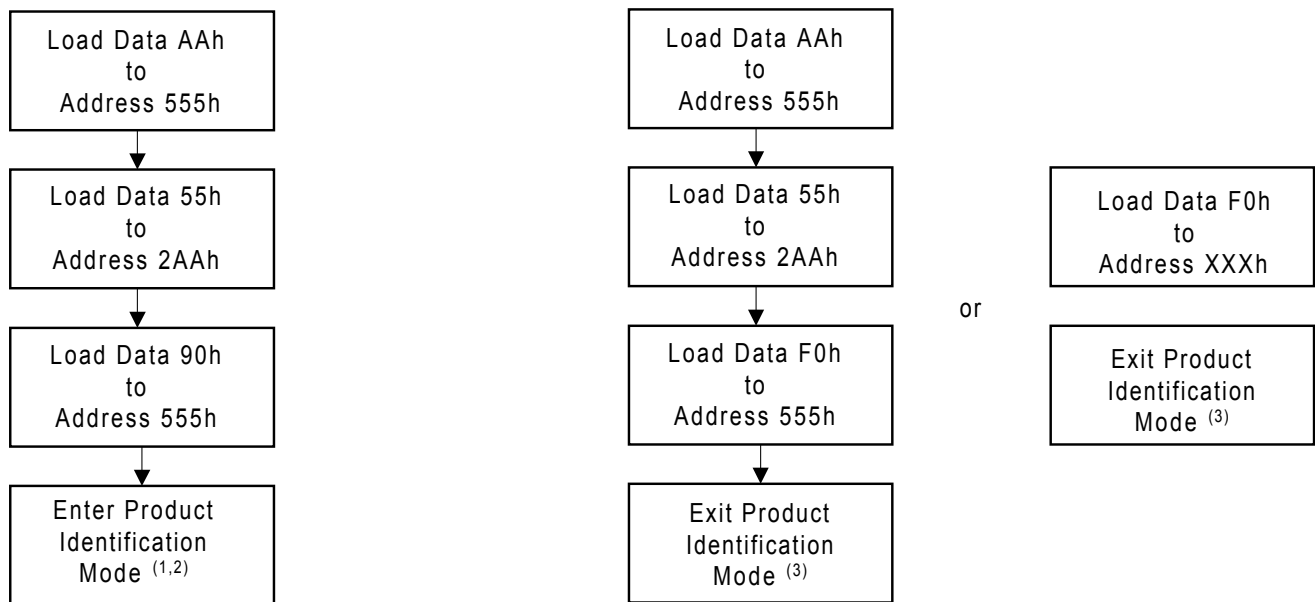 Load Data AAh
to
Address 555h
Load Data 55h
to
Address 2AAh
Load Data 90h
to
Address 555h
Enter Product
Identification
Mode (1,2)
Load Data AAh
to
Address 555h
Load Data 55h
to
Address 2AAh
Load Data F0h
to
Address 555h
Exit Product
Identification
Mode (3)
or
Load Data F0h
to
Address XXXh
Exit Product
Identification
Mode (3)